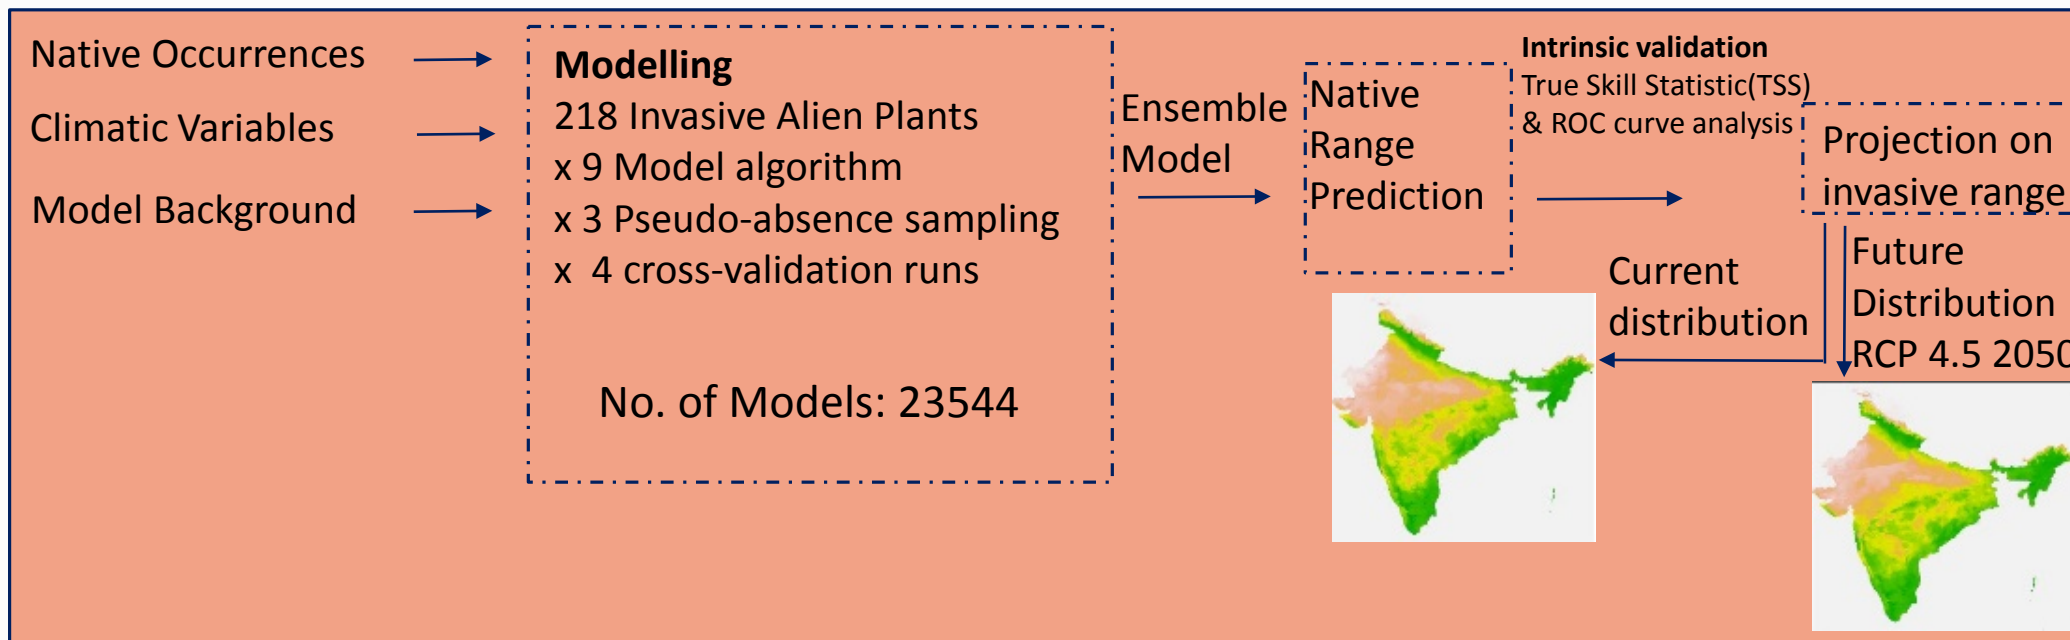 Native Occurrences
Climatic Variables
Model Background
Modelling
218 Invasive Alien Plants
x 9 Model algorithm
x 3 Pseudo-absence sampling
x  4 cross-validation runs
No. of Models: 23544
Ensemble
Model
Native
Range
Prediction
Intrinsic validation
True Skill Statistic(TSS)
& ROC curve analysis
Projection on
invasive range
Current
distribution
Future
Distribution
RCP 4.5 2050